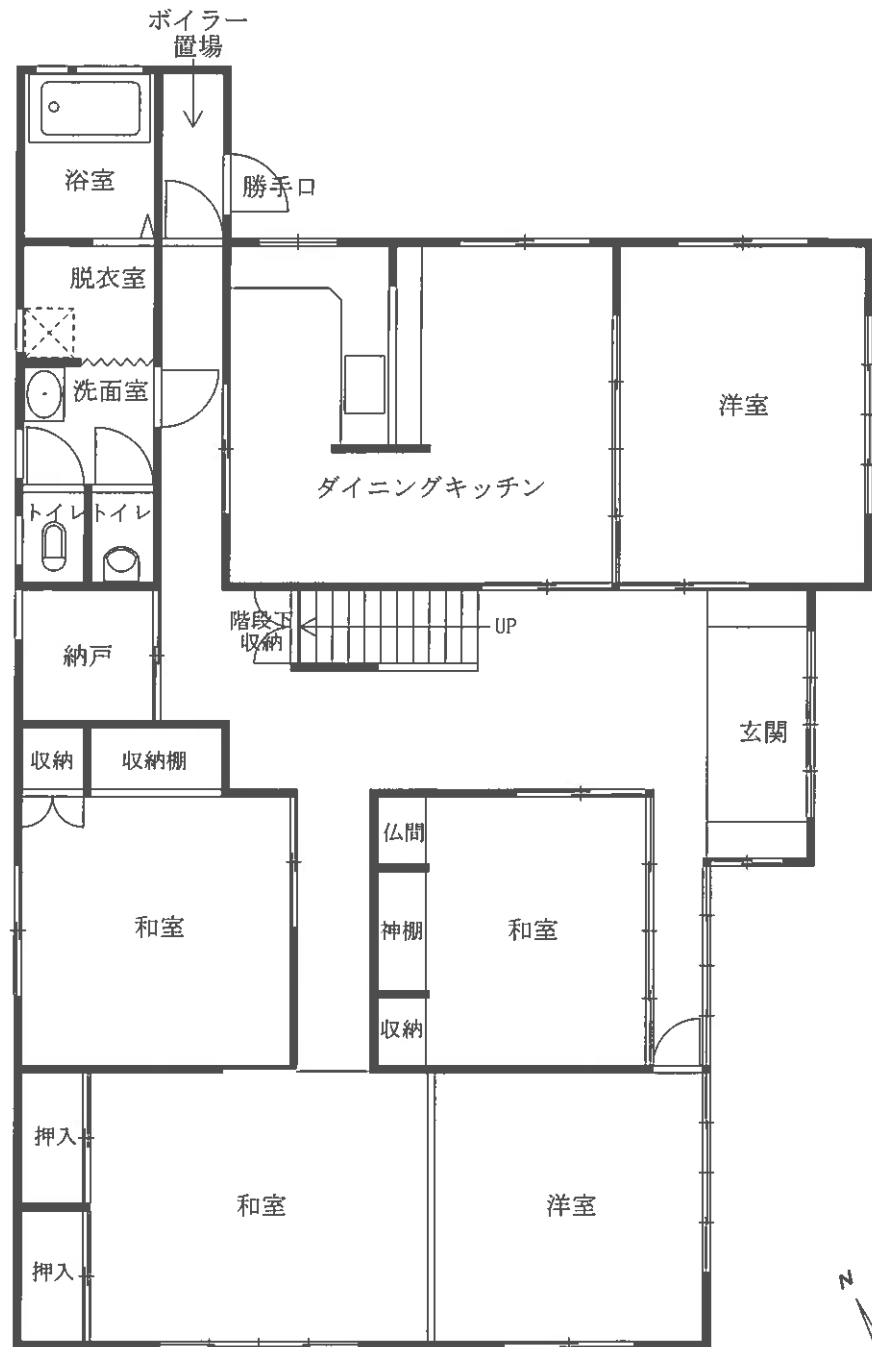 ボイラー
置場
浴室
勝手口
脱衣室
洗面室
洋室
ダイニングキッチン
トイレ
トイレ
階段下
収納
UP
納戸
玄関
収納
収納棚
仏間
和室
神棚
和室
収納
押入
和室
洋室
押入
N